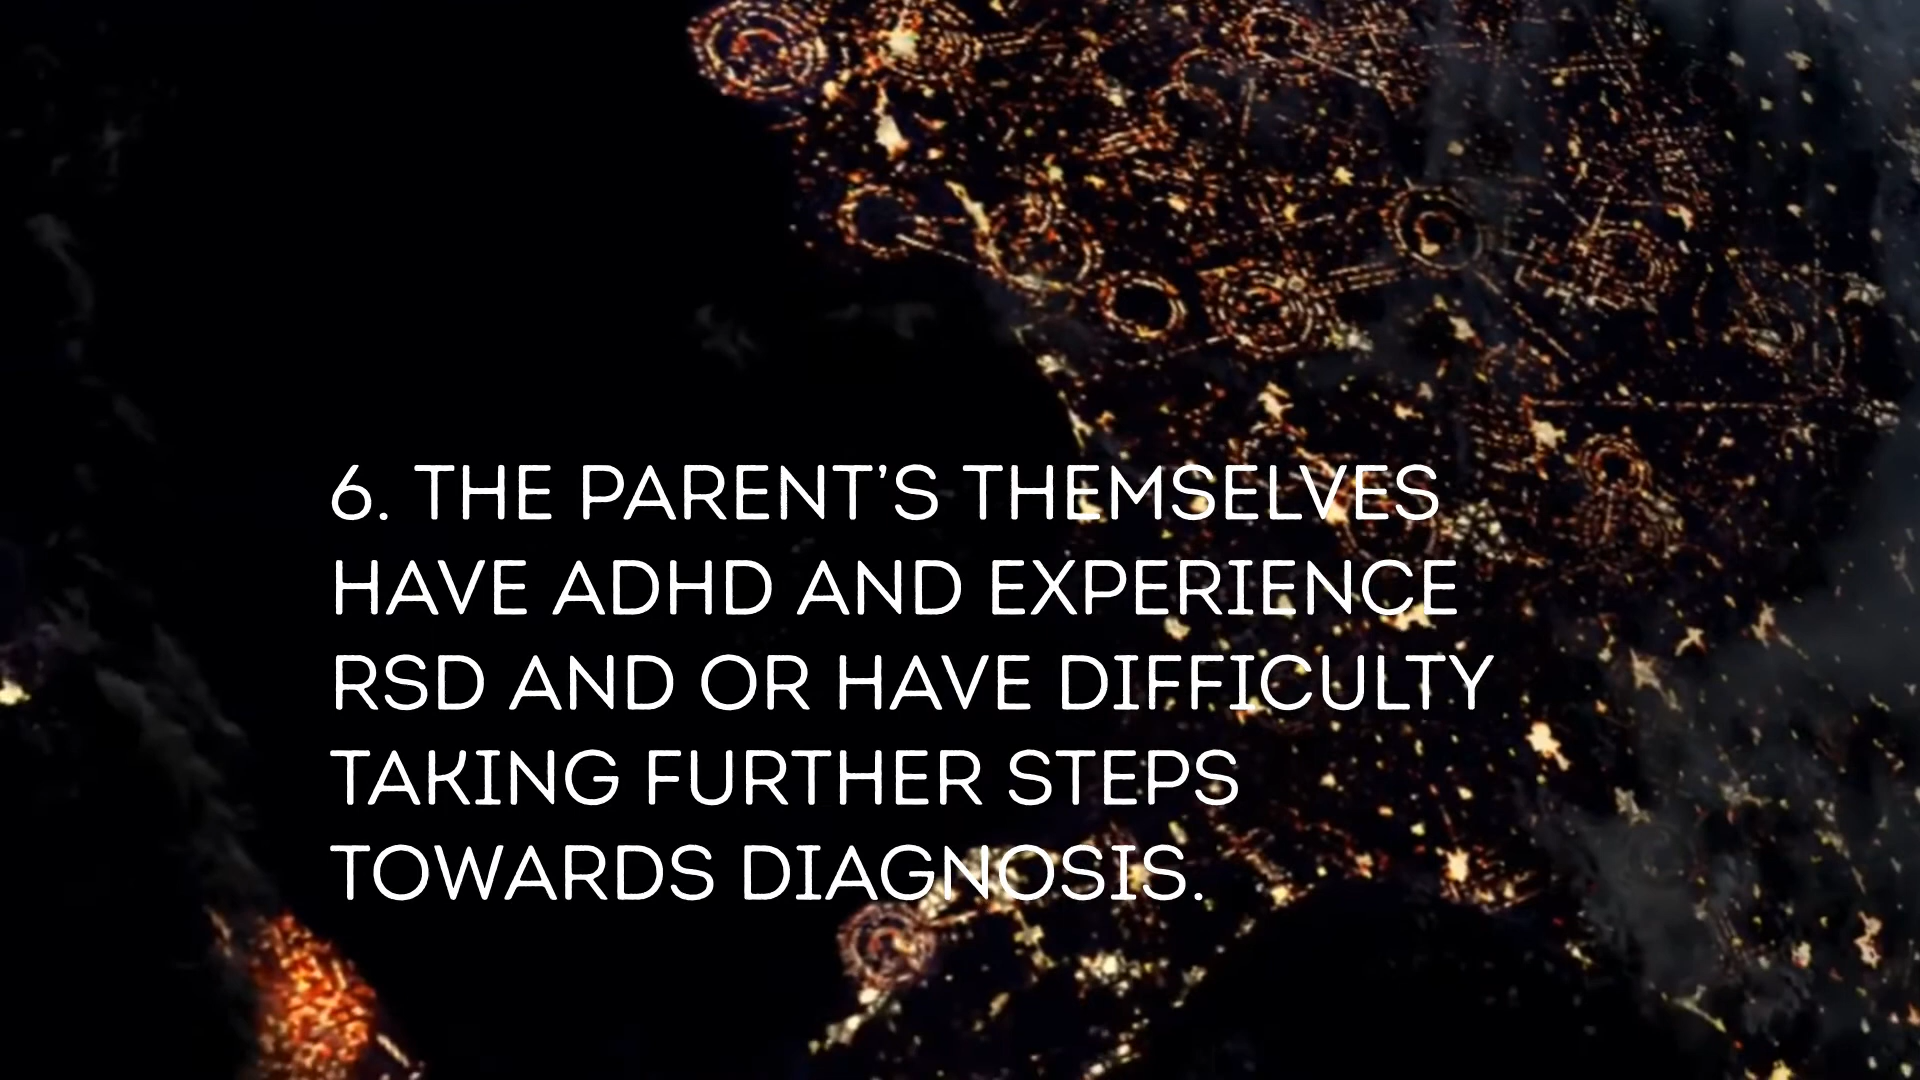 6. THE PARENT'S THEMSELVES
HAVE ADHD AND EXPERIENCE
RSD AND OR HAVE DIFFICULTY
TAKING FURTHER STEPS
TOWARDS DIAGNOSIS.